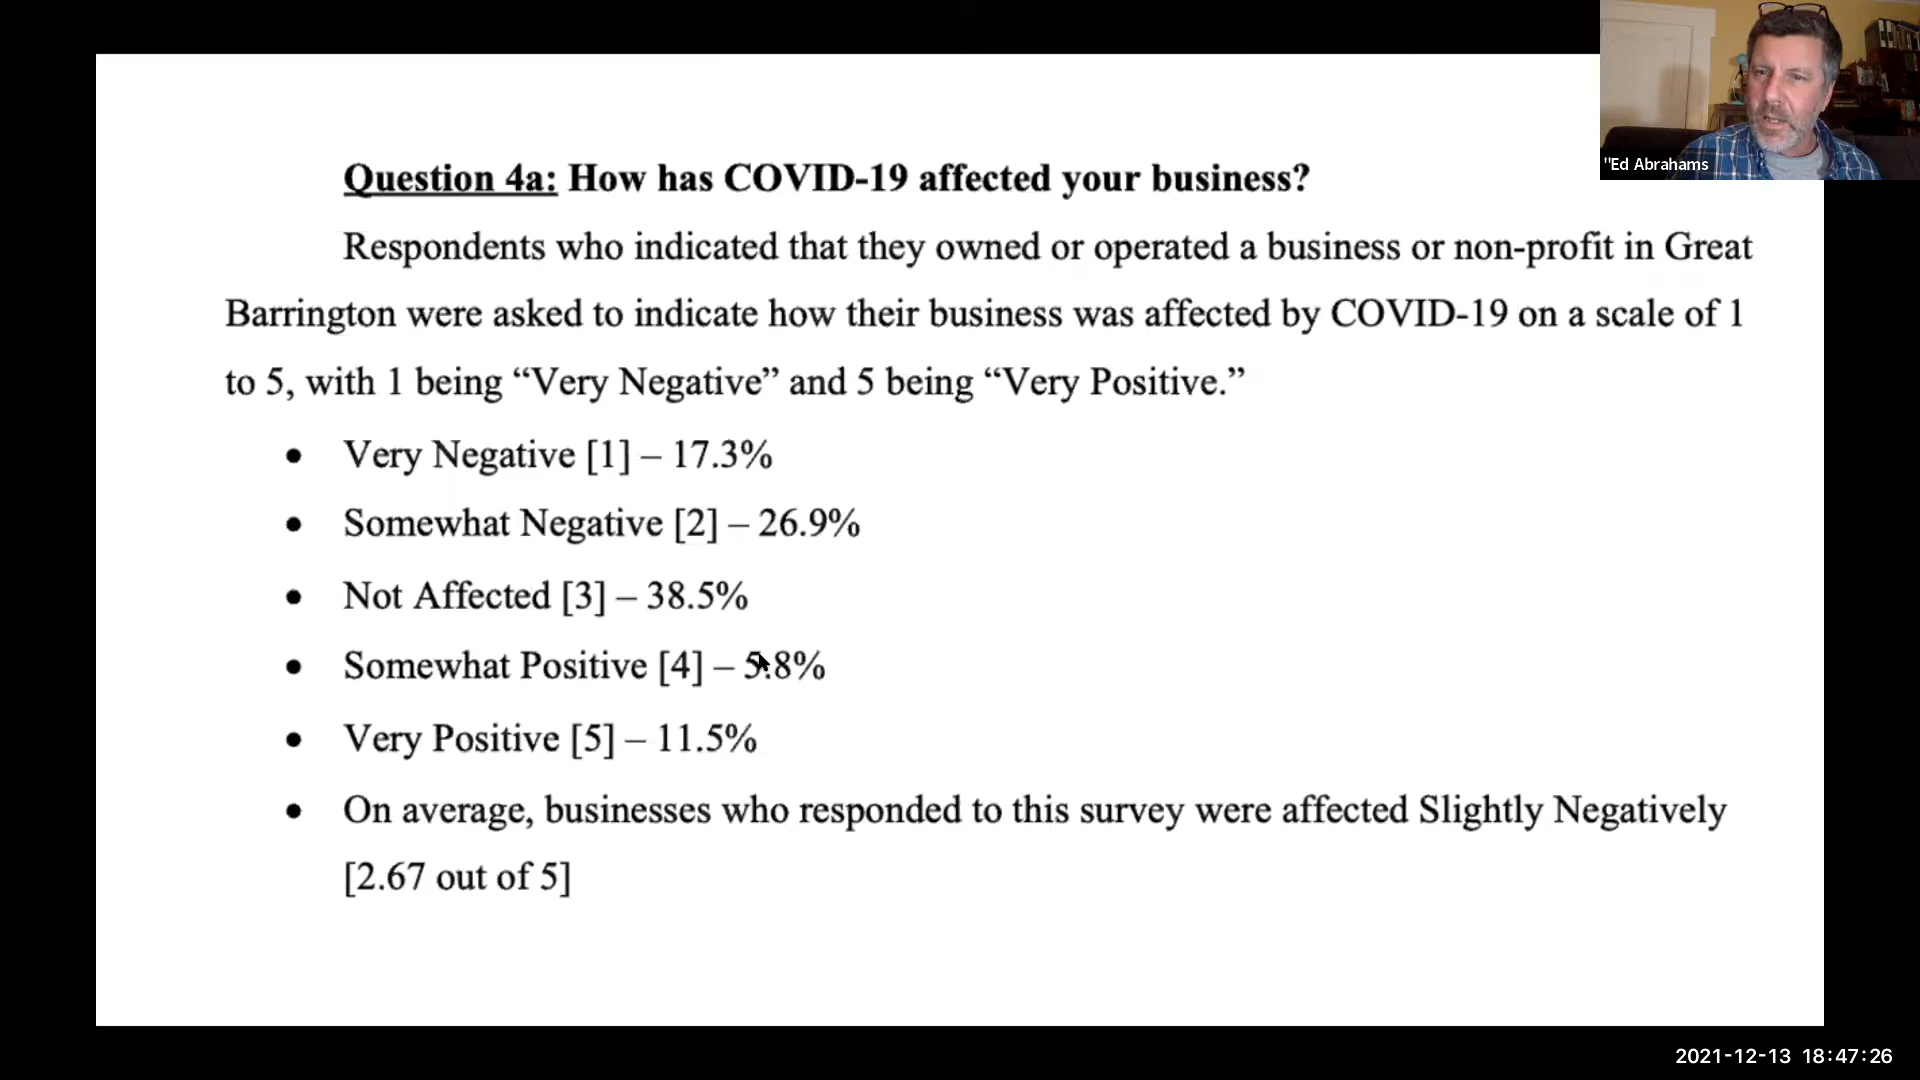 Question 4a: How has COVID-19 affected your business?
"Ed Abrahams
Respondents who indicated that they owned or operated a business or non-profit in Great
Barrington were asked to indicate how their business was affected by COVID-19 on a scale of 1
to 5, with 1 being “Very Negative” and 5 being “Very Positive.”
• Very Negative [1] – 17.3%
• Somewhat Negative [2] – 26.9%
• Not Affected [3] – 38.5%
• Somewhat Positive [4] – 5.8%
• Very Positive [5] – 11.5%
• On average, businesses who responded to this survey were affected Slightly Negatively
[2.67 out of 5]
2021-12-13 18:47:26